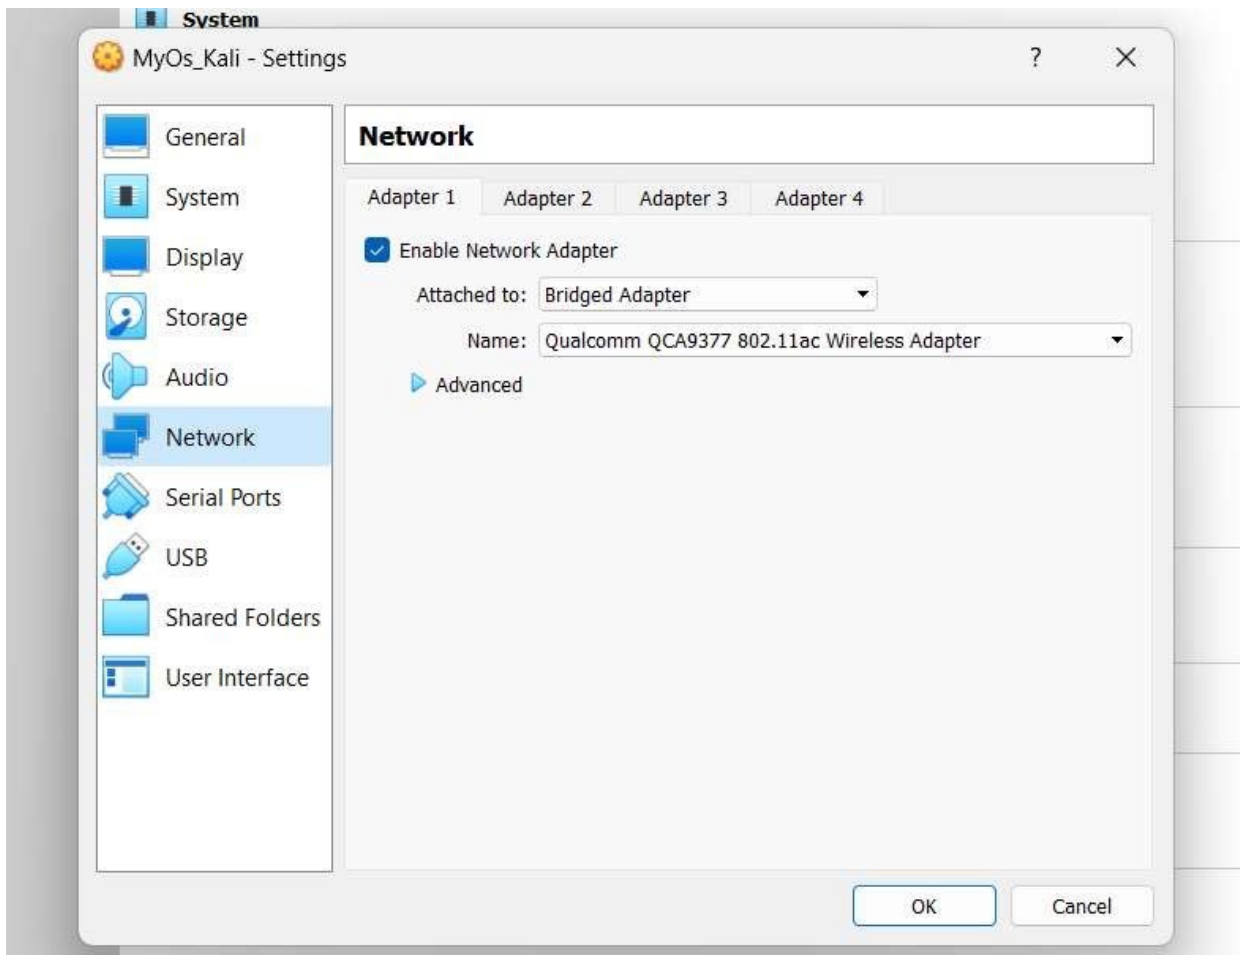 System
MyOs_Kali - Settings
?
General
System
Display
Storage
Audio
Network
Serial Ports
USB
Shared Folders
User Interface
Network
Adapter 1 Adapter 2 Adapter 3 Adapter 4
Enable Network Adapter
Attached to: Bridged Adapter
Name: Qualcomm QCA9377 802.11ac Wireless Adapter
Advanced
OK Cancel